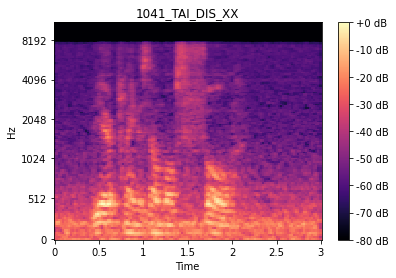 1041_TAI_DIS_XX
+0 dB
8192
-10 dB
4096
-20 dB
-30 dB
2048
Hz
-40 dB
1024
-50 dB
512
-60 dB
-70 dB
0
-80 dB
0 0.5 1 1.5 2 2.5 3
Time